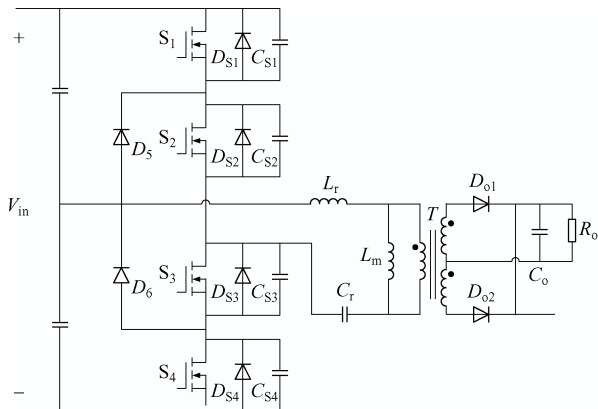 +
S1
DS1
CS1
S2
D5
DS2
CS2
Vin
Lr
Lm
T
Do1
Co
Ro
D6
S3
DS3
CS3
Cr
Do2
S4
DS4
CS4
−